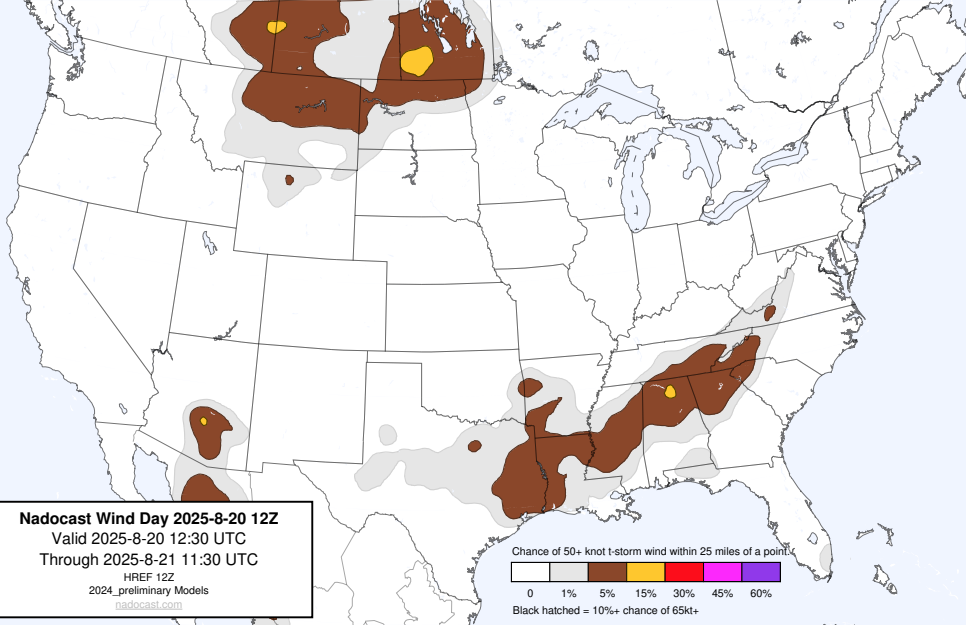 Nadocast Wind Day 2025-8-20 12Z
Valid 2025-8-20 12:30 UTC
Through 2025-8-21 11:30 UTC
HREF 12Z
2024_preliminary Models
nadocast.com
Chance of 50+ knot t-storm wind within 25 miles of a point.
0 1% 5% 15% 30% 45% 60%
Black hatched = 10%+ chance of 65kt+